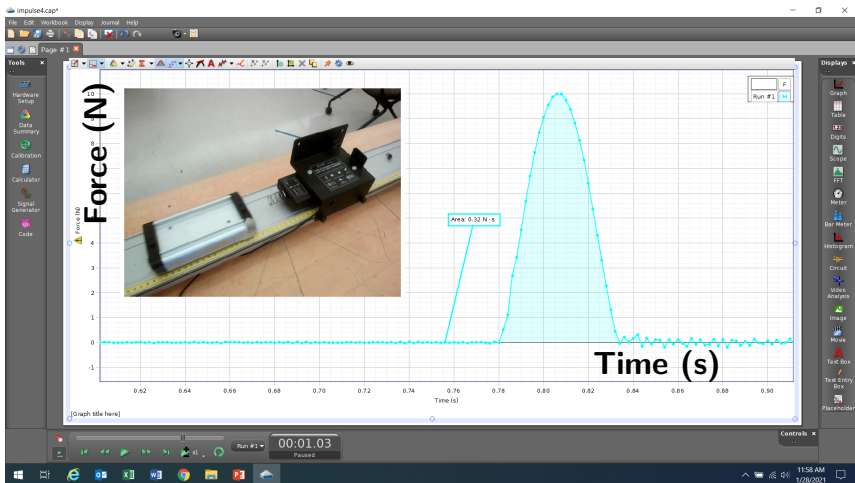 impulse4.cap*
File Edit Workbook Display Journal Help
Page #1
Tools
Displays
Hardware
Setup
Data
Summary
Calibration
Calculator
Signal
Generator
Code
Force (N)
Force (N)
10
8
4
3
2
1
0
-1
F
Run #1
Area: 0.32 N·s
0.62 0.64 0.66 0.68 0.70 0.72 0.74 0.76 0.78 0.80 0.82 0.84 0.86 0.88 0.90
Time (s)
Time (s)
[Graph title here]
Graph
Table
Digits
Scope
FFT
Meter
Bar Meter
Histogram
Circuit
Video
Analysis
Image
Movie
Text Box
Text Entry
Box
Placeholder
Controls
x1
Run #1
00:01.03
Paused
11:58 AM
1/28/2021